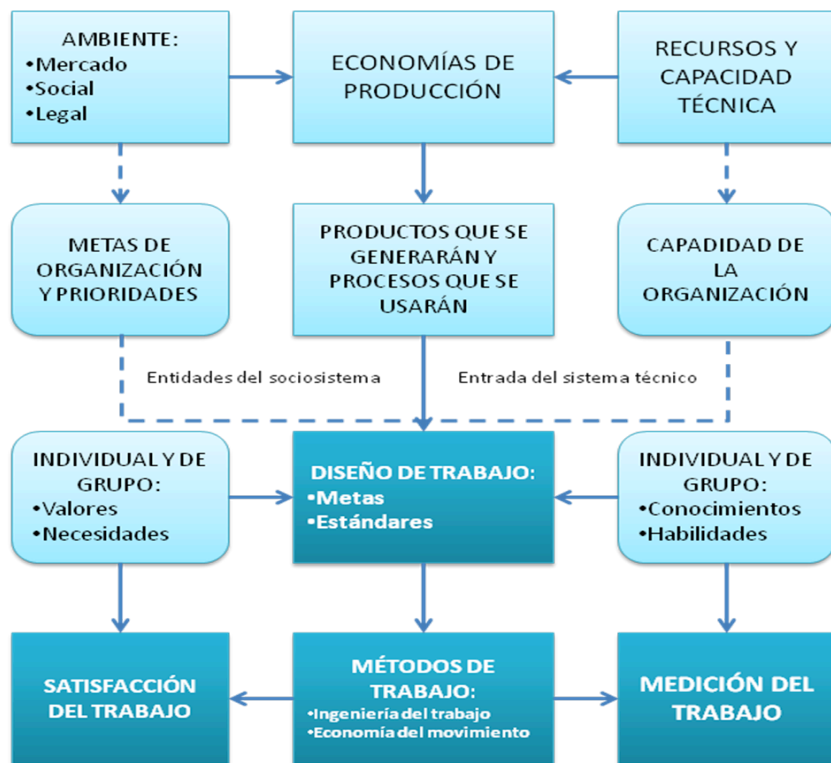 AMBIENTE:
•Mercado
•Social
•Legal
ECONOMÍAS DE
PRODUCCIÓN
RECURSOS Y
CAPACIDAD
TÉCNICA
METAS DE
ORGANIZACIÓN
Y PRIORIDADES
PRODUCTOS QUE SE
GENERARÁN Y
PROCESOS QUE SE
USARÁN
CAPADIDAD DE
LA
ORGANIZACIÓN
Entidades del sociosistema
Entrada del sistema técnico
INDIVIDUAL Y DE
GRUPO:
•Valores
•Necesidades
DISEÑO DE TRABAJO:
•Metas
•Estándares
INDIVIDUAL Y DE
GRUPO:
•Conocimientos
•Habilidades
SATISFACCIÓN
DEL TRABAJO
MÉTODOS DE
TRABAJO:
•Ingeniería del trabajo
•Economía del movimiento
MEDICIÓN DEL
TRABAJO